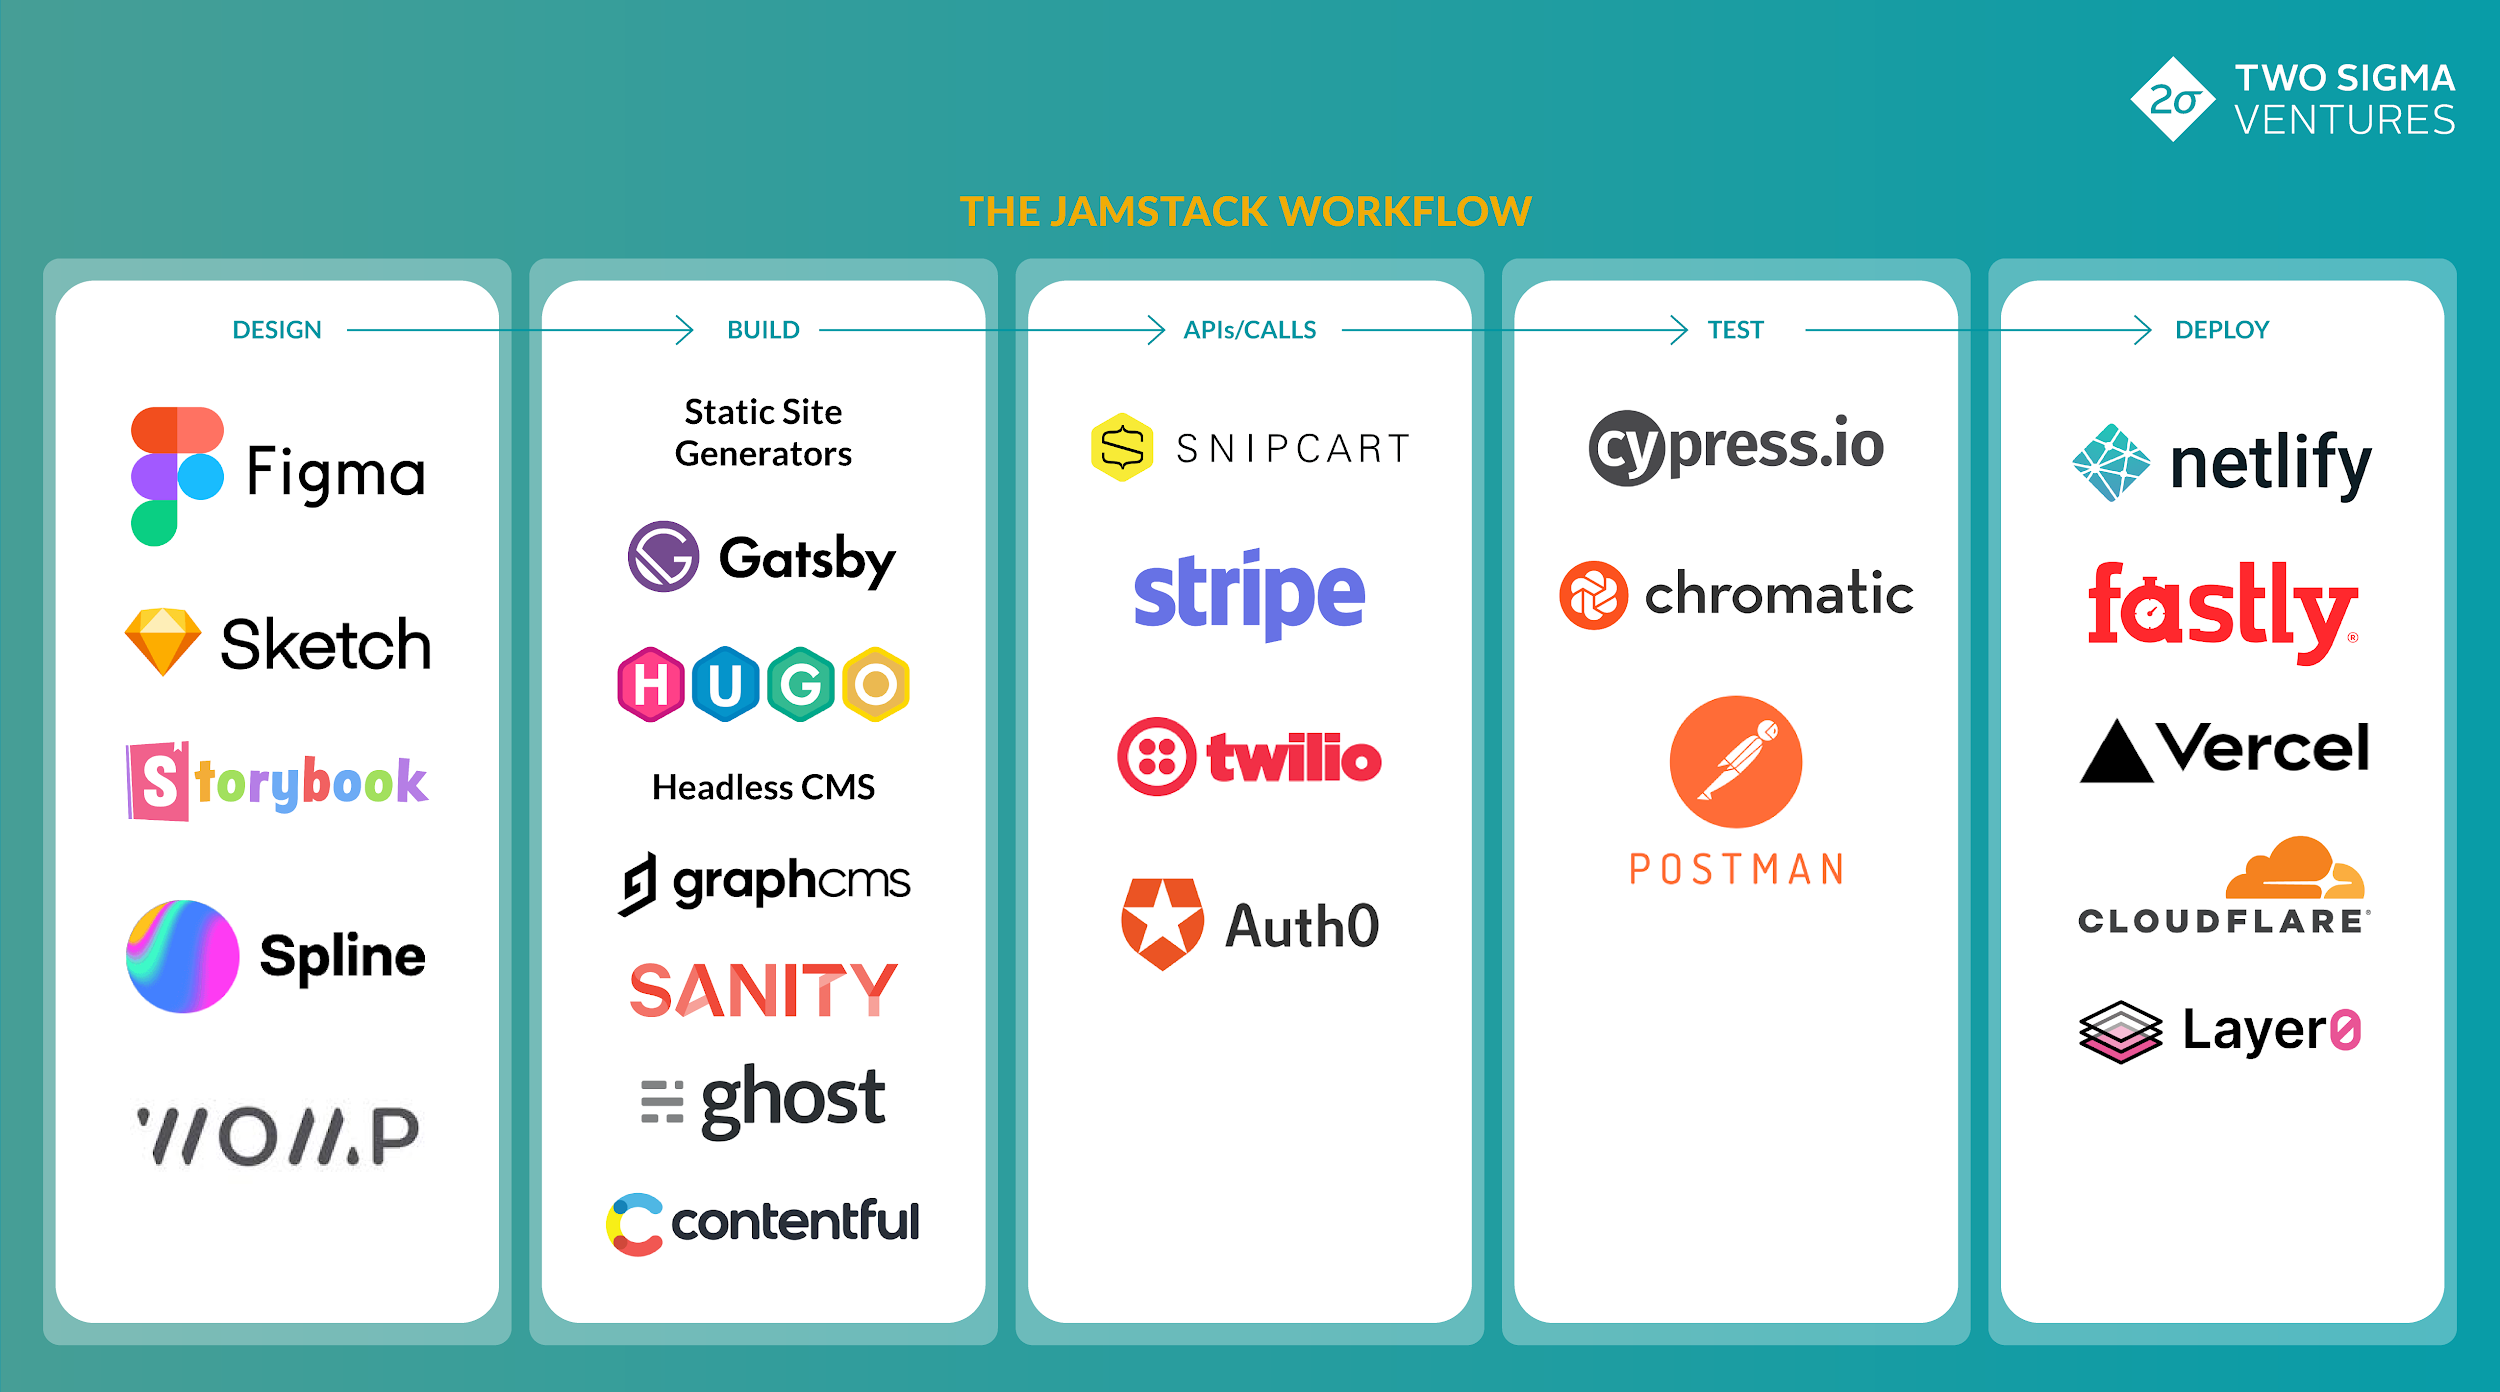 2σ TWO SIGMA
VENTURES
THE JAMSTACK WORKFLOW
DESIGN
Figma
Sketch
Storybook
Spline
WOMP
BUILD
Static Site
Generators
Gatsby
HUGO
Headless CMS
graphcms
SANITY
ghost
contentful
APIs/CALLS
SNIPCART
stripe
twilio
Auth0
TEST
cypress.io
chromatic
POSTMAN
DEPLOY
netlify
fastly®
Vercel
CLOUDFLARE®
Layer0